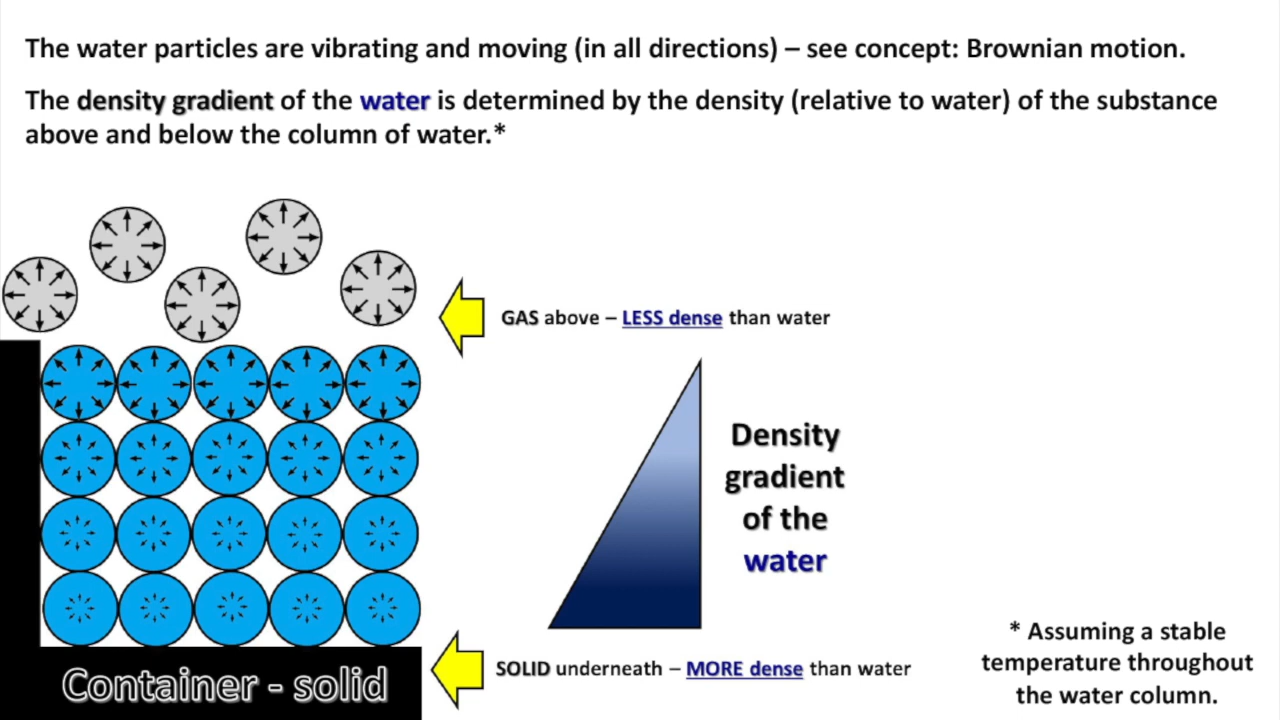 The water particles are vibrating and moving (in all directions) – see concept: Brownian motion.
The density gradient of the water is determined by the density (relative to water) of the substance
above and below the column of water.*
GAS above – LESS dense than water
Density
gradient
of the
water
* Assuming a stable
temperature throughout
the water column.
SOLID underneath – MORE dense than water
Container - solid